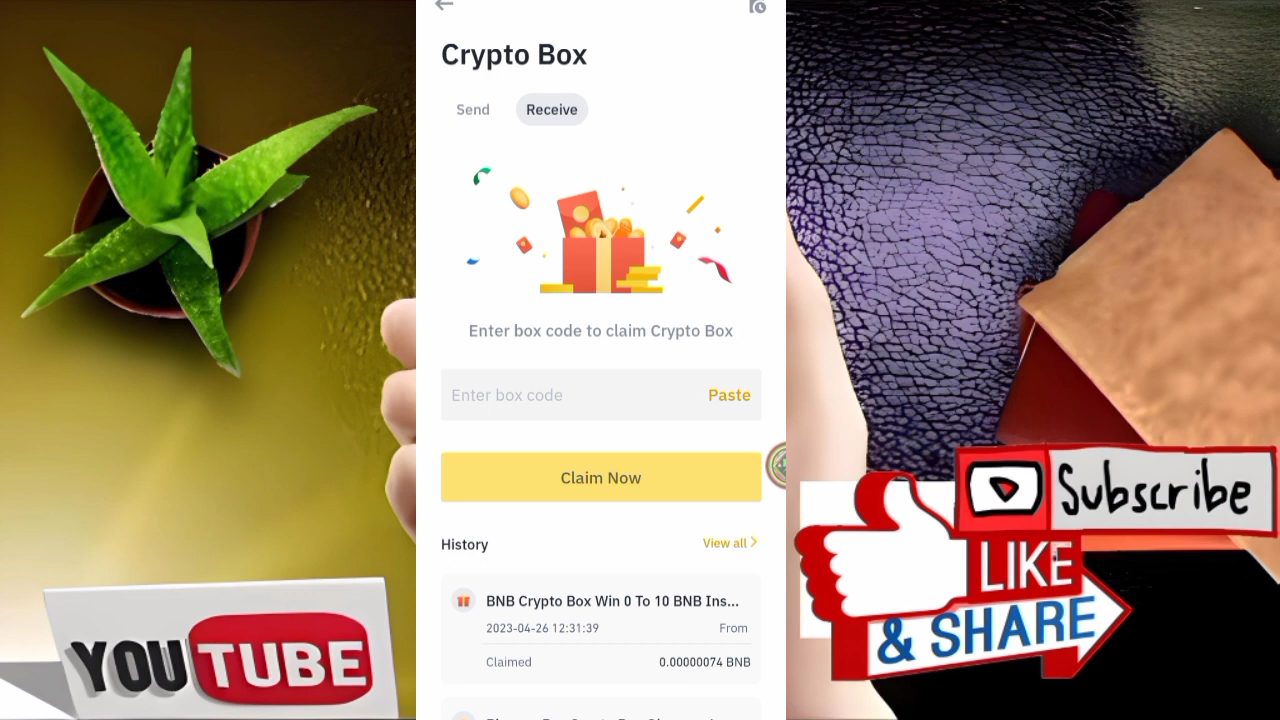 Crypto Box
Send
Receive
Enter box code to claim Crypto Box
Enter box code
Paste
Claim Now
History
View all
BNB Crypto Box Win 0 To 10 BNB Ins...
2023-04-26 12:31:39
From
Claimed
0.00000074 BNB
YOUTUBE
Subscribe
LIKE
& SHARE